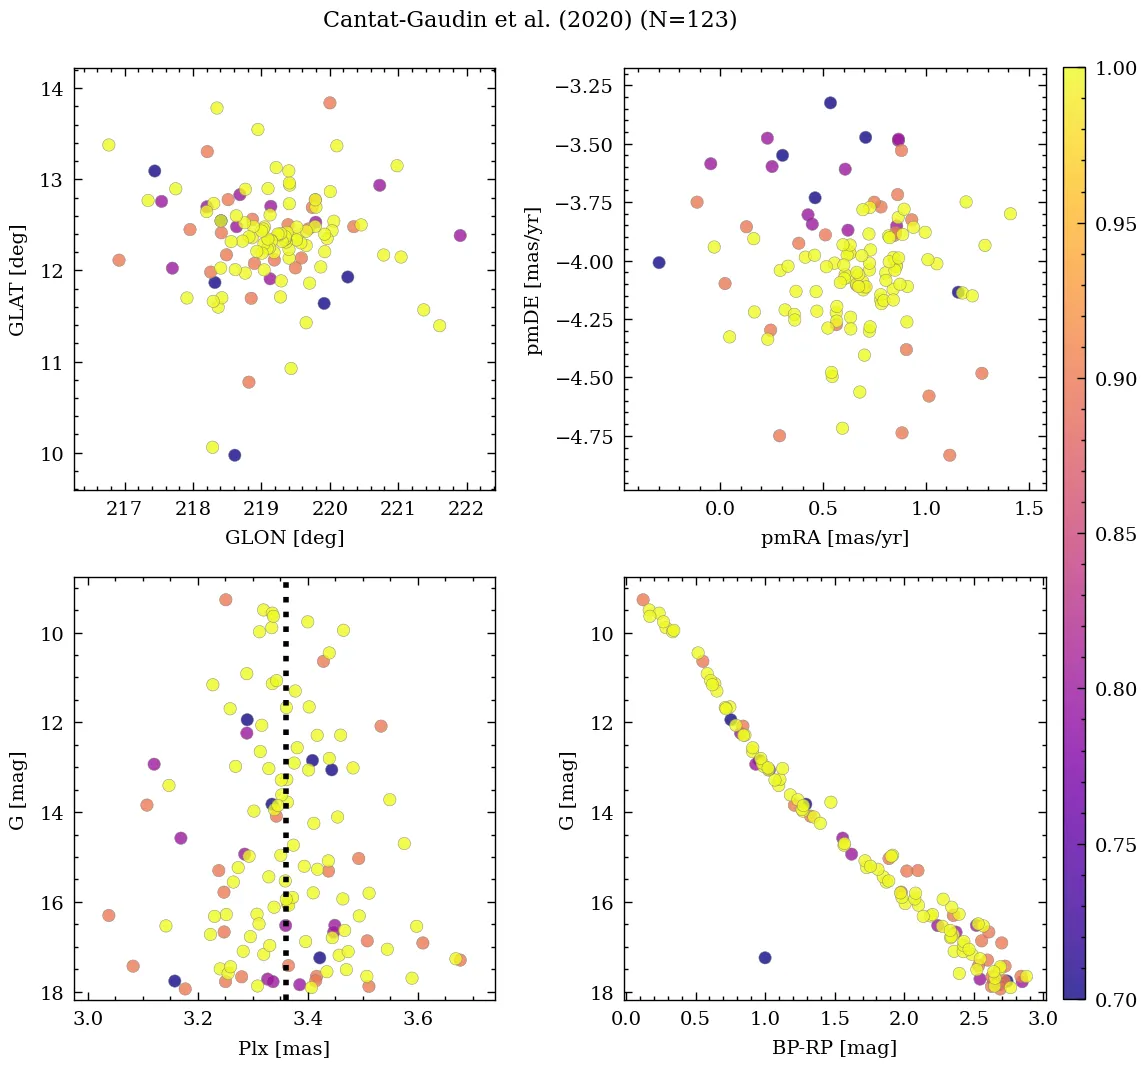 Cantat-Gaudin et al. (2020) (N=123)
14
13
12
11
10
GLAT [deg]
217 218 219 220 221 222
GLON [deg]
−3.25
−3.50
−3.75
−4.00
−4.25
−4.50
−4.75
pmDE [mas/yr]
0.0 0.5 1.0 1.5
pmRA [mas/yr]
10
12
14
16
18
G [mag]
3.0 3.2 3.4 3.6
Plx [mas]
10
12
14
16
18
G [mag]
0.0 0.5 1.0 1.5 2.0 2.5 3.0
BP-RP [mag]
1.00
0.95
0.90
0.85
0.80
0.75
0.70